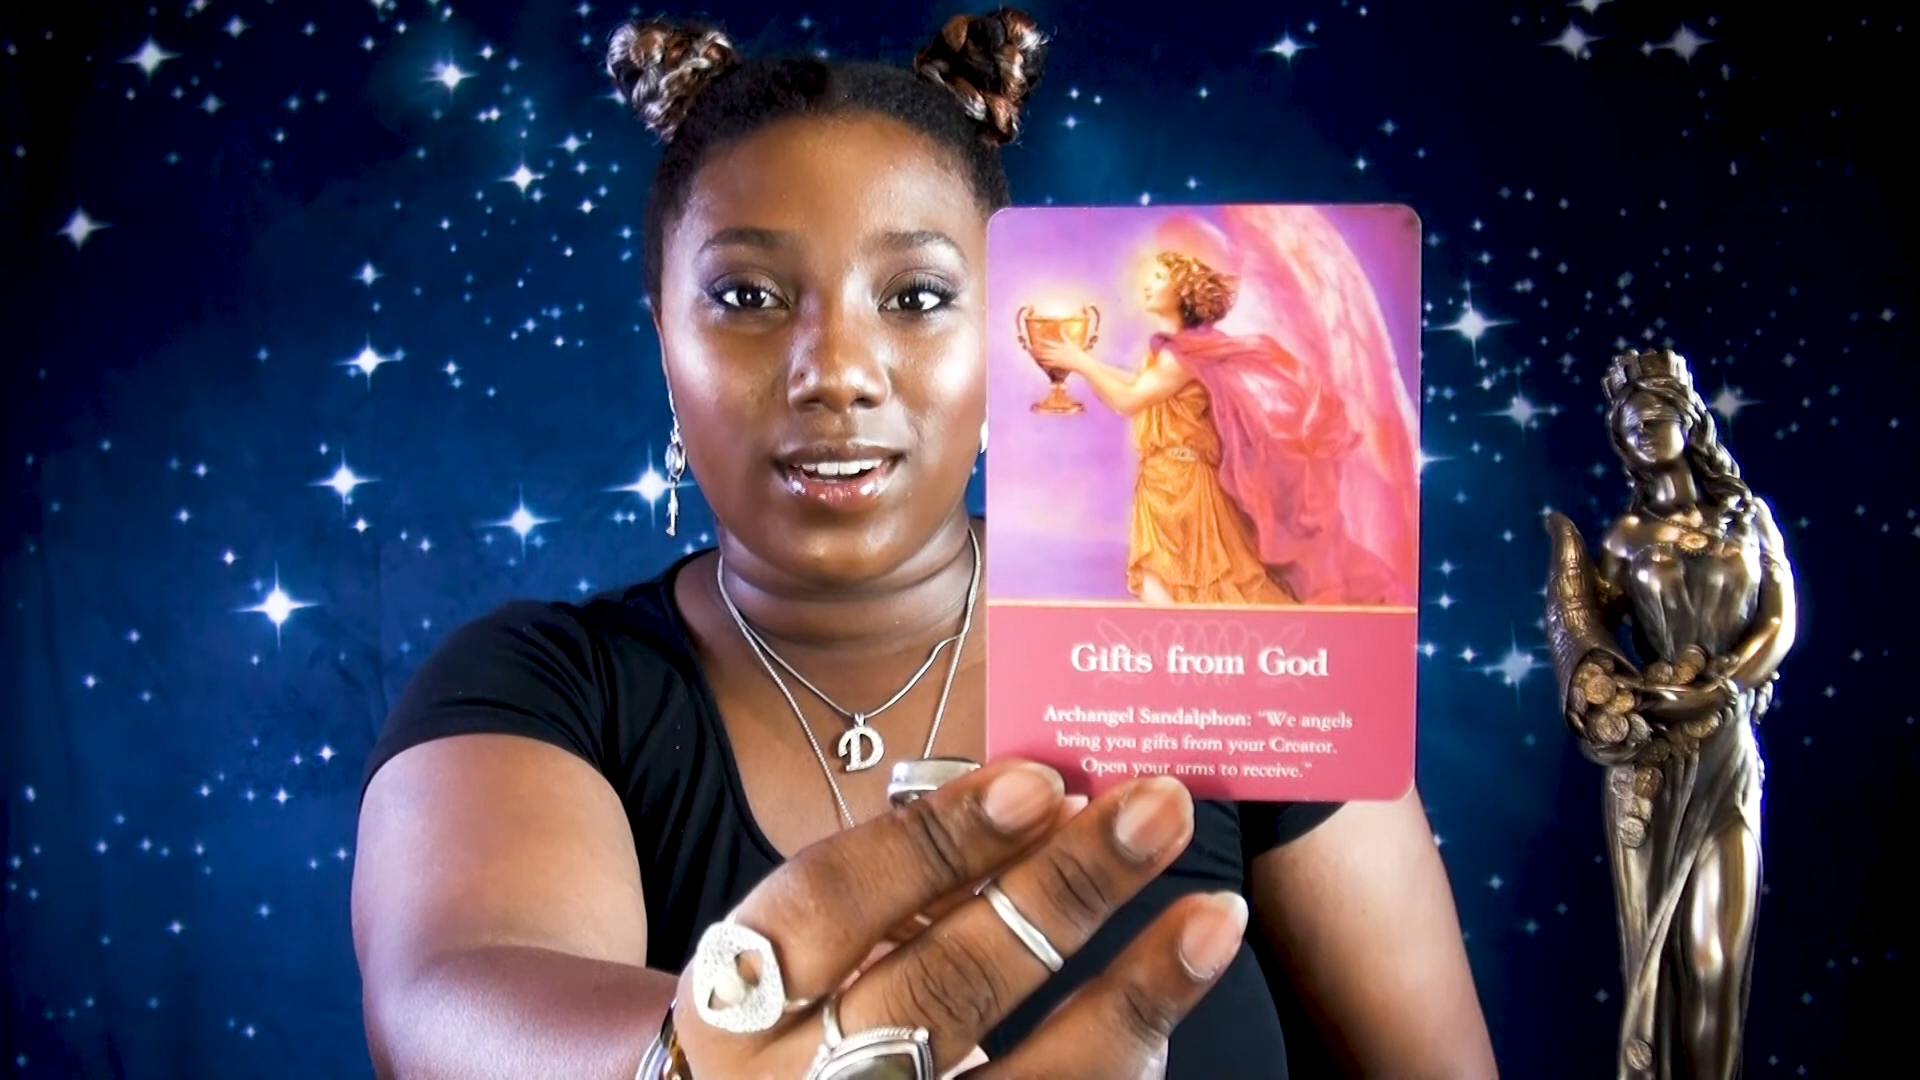 D
Gifts from God
Archangel Sandalphon: "We angels
bring you gifts from your Creator.
Open your arms to receive."